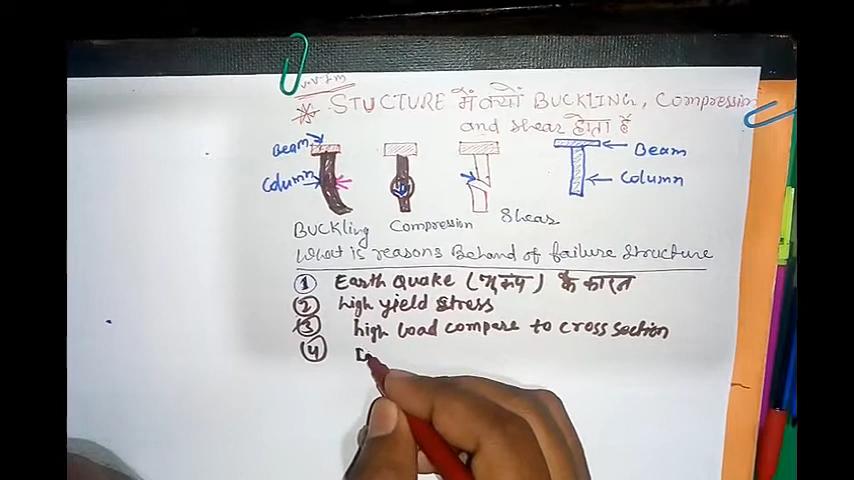 * STUCTURE में क्यों BUCKLING, Compression
and shear होता हैं
Beam
Column
Beam
Column
BUCKling Compression Shear
What is reasons Behand of failure Structure
1 Earth Quake (भूकंप) के कारन
2 high yield stress
3 high load compare to cross section
4